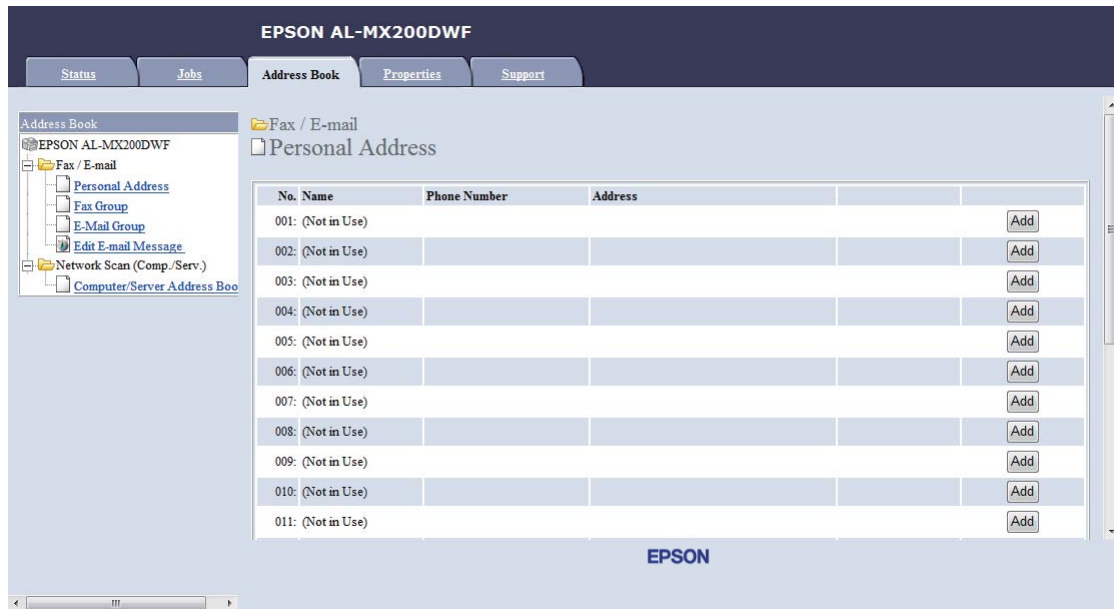 EPSON AL-MX200DWF
Status Jobs Address Book Properties Support
Address Book
EPSON AL-MX200DWF
Fax / E-mail
Personal Address
Fax Group
E-Mail Group
Edit E-mail Message
Network Scan (Comp./Serv.)
Computer/Server Address Boo
Fax / E-mail
Personal Address
No. Name Phone Number Address
001: (Not in Use) Add
002: (Not in Use) Add
003: (Not in Use) Add
004: (Not in Use) Add
005: (Not in Use) Add
006: (Not in Use) Add
007: (Not in Use) Add
008: (Not in Use) Add
009: (Not in Use) Add
010: (Not in Use) Add
011: (Not in Use) Add
EPSON